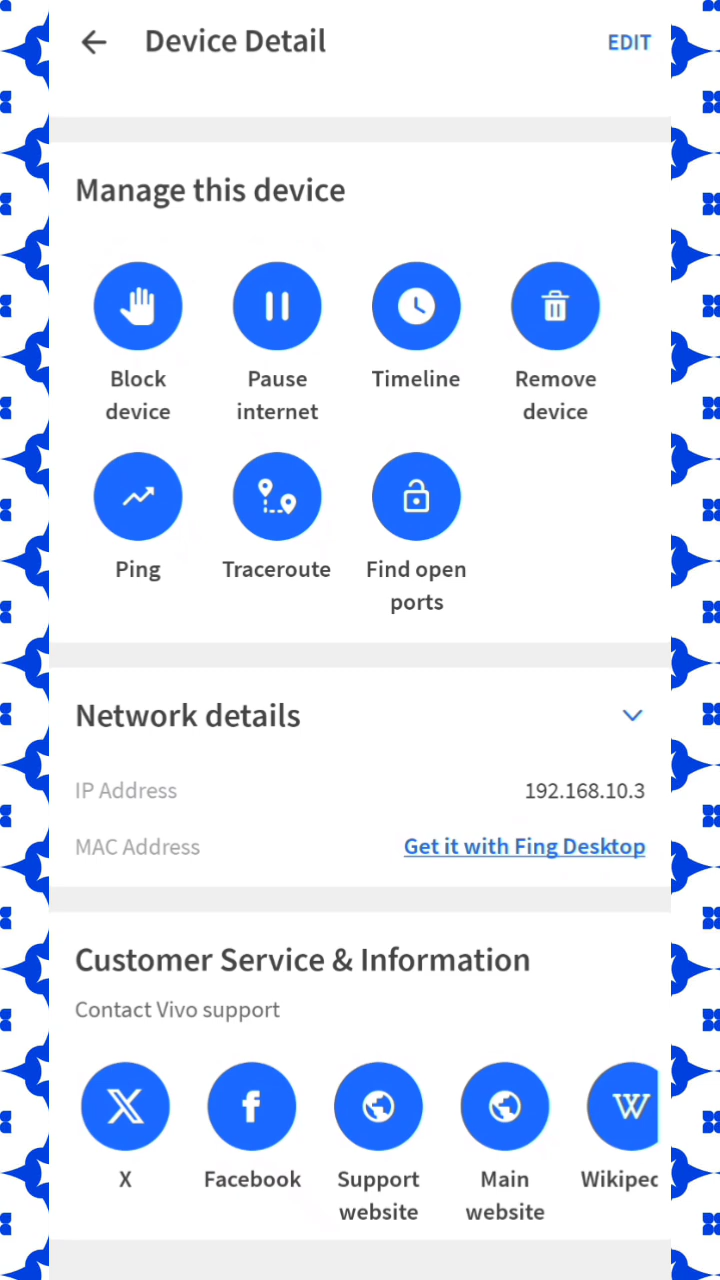 Device Detail
EDIT
Manage this device
Block device
Pause internet
Timeline
Remove device
Ping
Traceroute
Find open ports
Network details
IP Address
192.168.10.3
MAC Address
Get it with Fing Desktop
Customer Service & Information
Contact Vivo support
X
Facebook
Support website
Main website
Wikiped